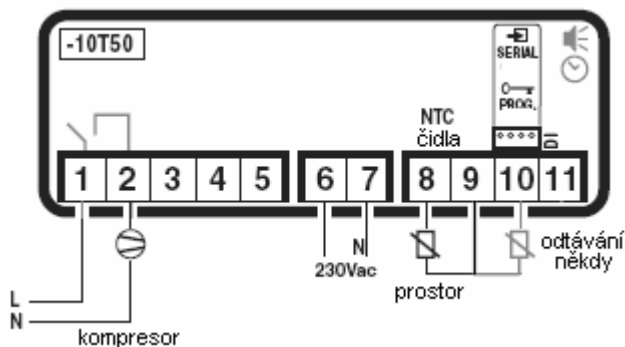 -10T50
SERIAL
PROG.
NTC
čidla
DI
1 2 3 4 5 6 7 8 9 10 11
N
230Vac
odtávání
někdy
prostor
L
N
kompresor